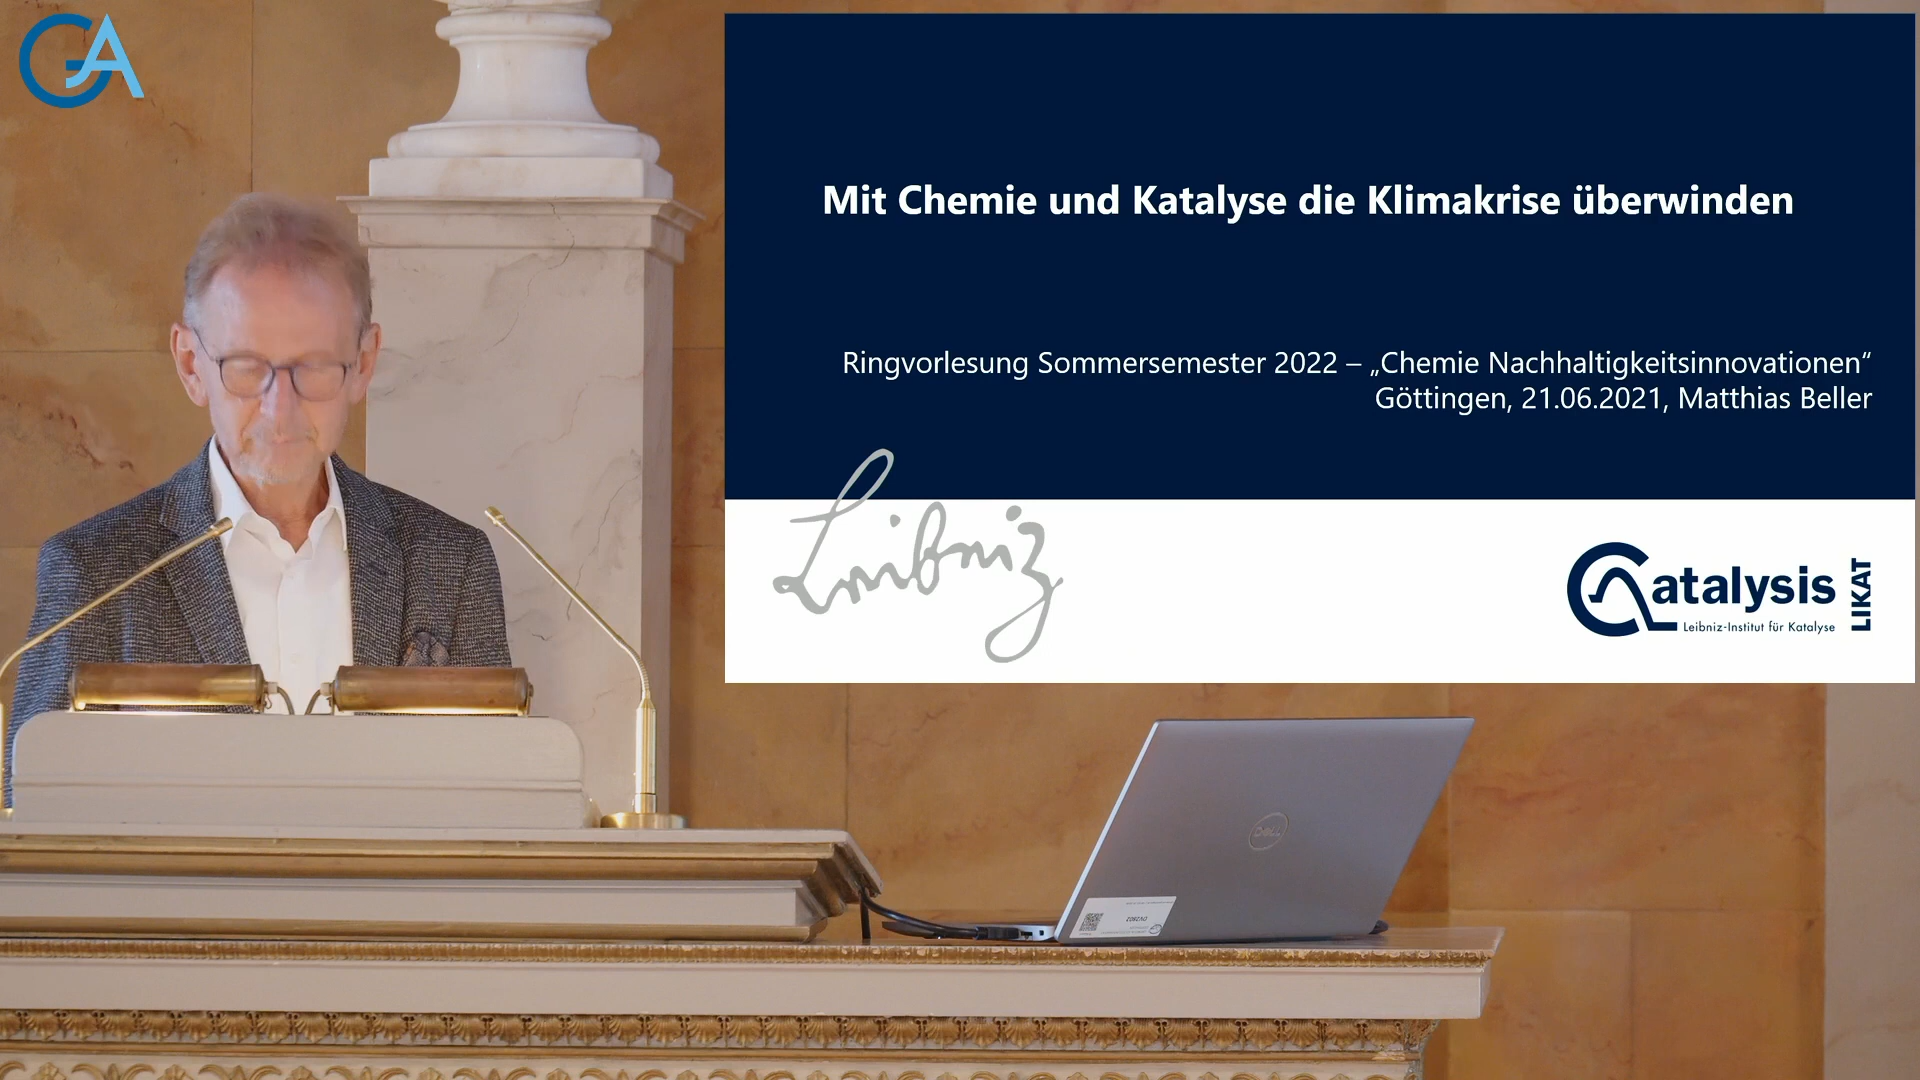 GA
Mit Chemie und Katalyse die Klimakrise überwinden
Ringvorlesung Sommersemester 2022 – „Chemie Nachhaltigkeitsinnovationen“
Göttingen, 21.06.2021, Matthias Beller
Leibniz
Catalysis
LIKAT
Leibniz-Institut für Katalyse
DELL